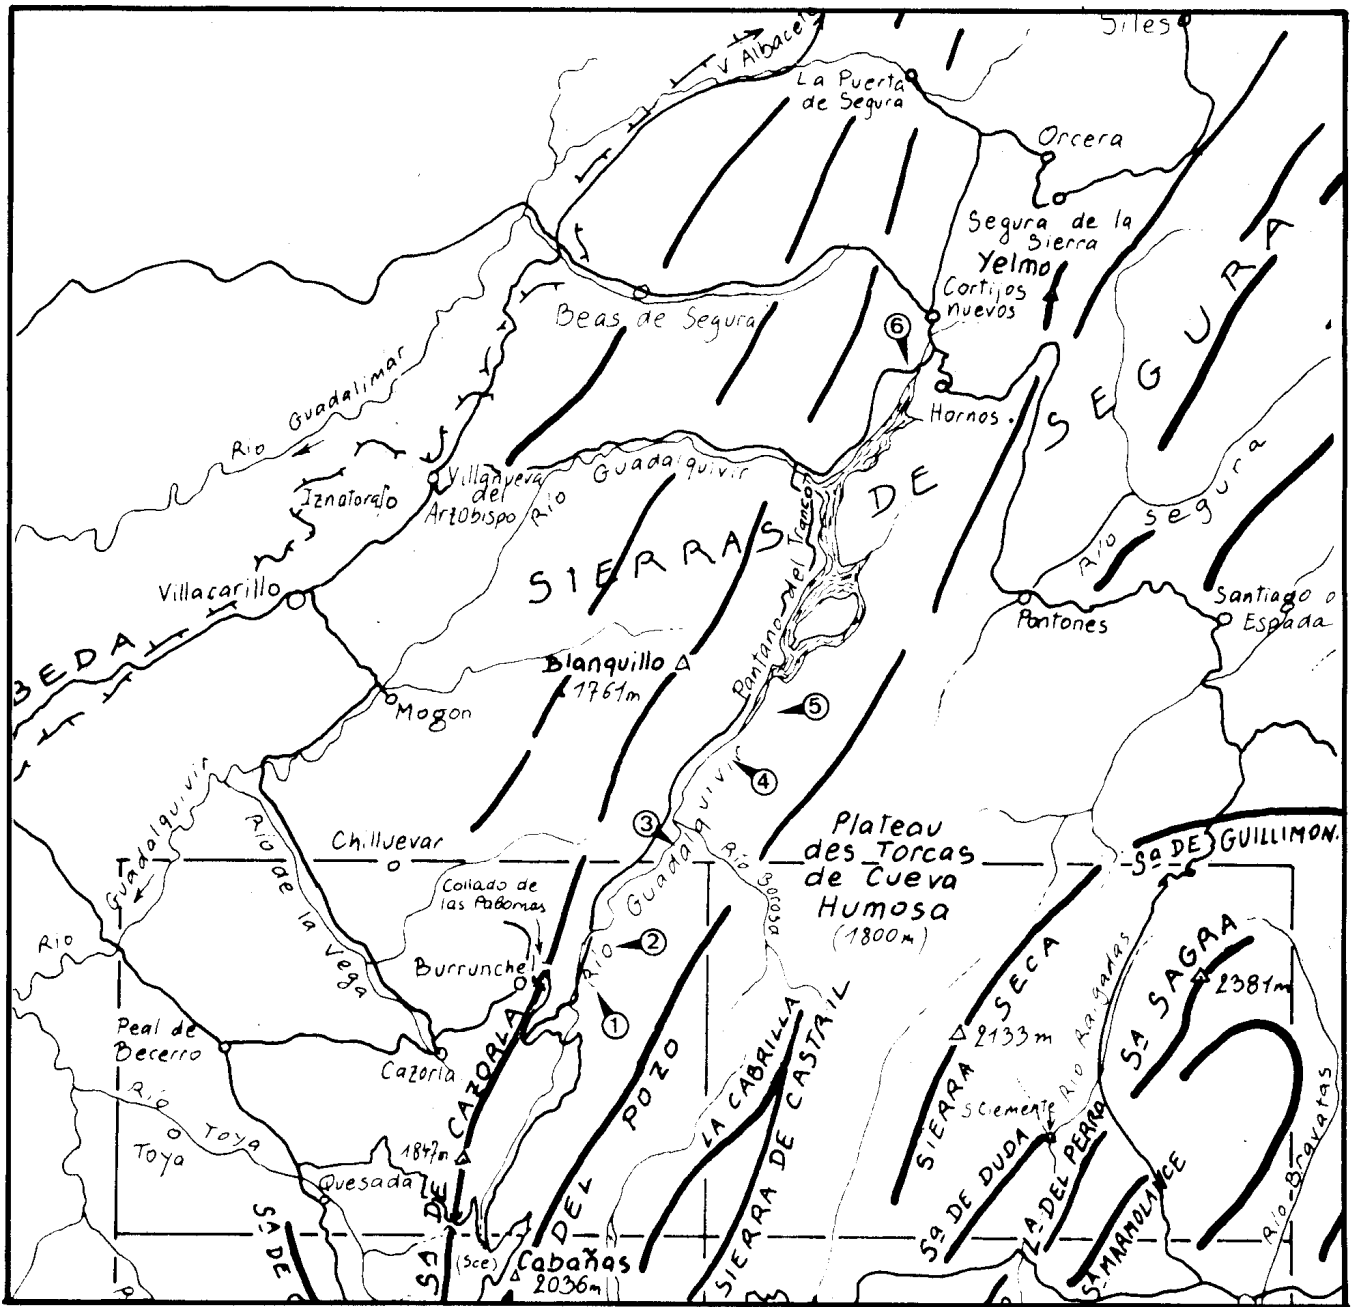 Siles
V Albacete
La Puerta
de Segura
Orcera
Segura de la
Sierra
Yelmo
Cortijos
nuevos
Beas de Segura
6
Hornos
SEGURA
Rio Guadalimar
Iznatorafo
Villanueva
del
Arzobispo
Rio Guadalquivir
DE
Rio Segura
SIERRAS
Pantano del Tranco
Villacarillo
Pontones
Santiago o
Espada
BEDA
Blanquillo
1761m
Mogon
5
4
3
Guadalquivir
Rio de la Vega
Chilluevar
Rio Guadalquivir
Rio Borosa
Plateau
des Torcas
de Cueva
Humosa
(1800m)
Sª DE GUILLIMON.
Collado de
las Palomas
2
Burrunchel
1
Rio
Peal de
Becerro
Cazorla
Sª DE CAZORLA
DEL POZO
LA CABRILLA
SIERRA DE CASTRIL
SIERRA SECA
2133m
Rio Raigadas
Sª SAGRA
2381m
S Clemente
Rio Toya
Toya
1847m
Quesada
Sª DE
(Sce)
Cabañas
2036m
Sª DE DUDA
Lª DEL PERRA
Sª MARMOLANCE
Rio Bravatas